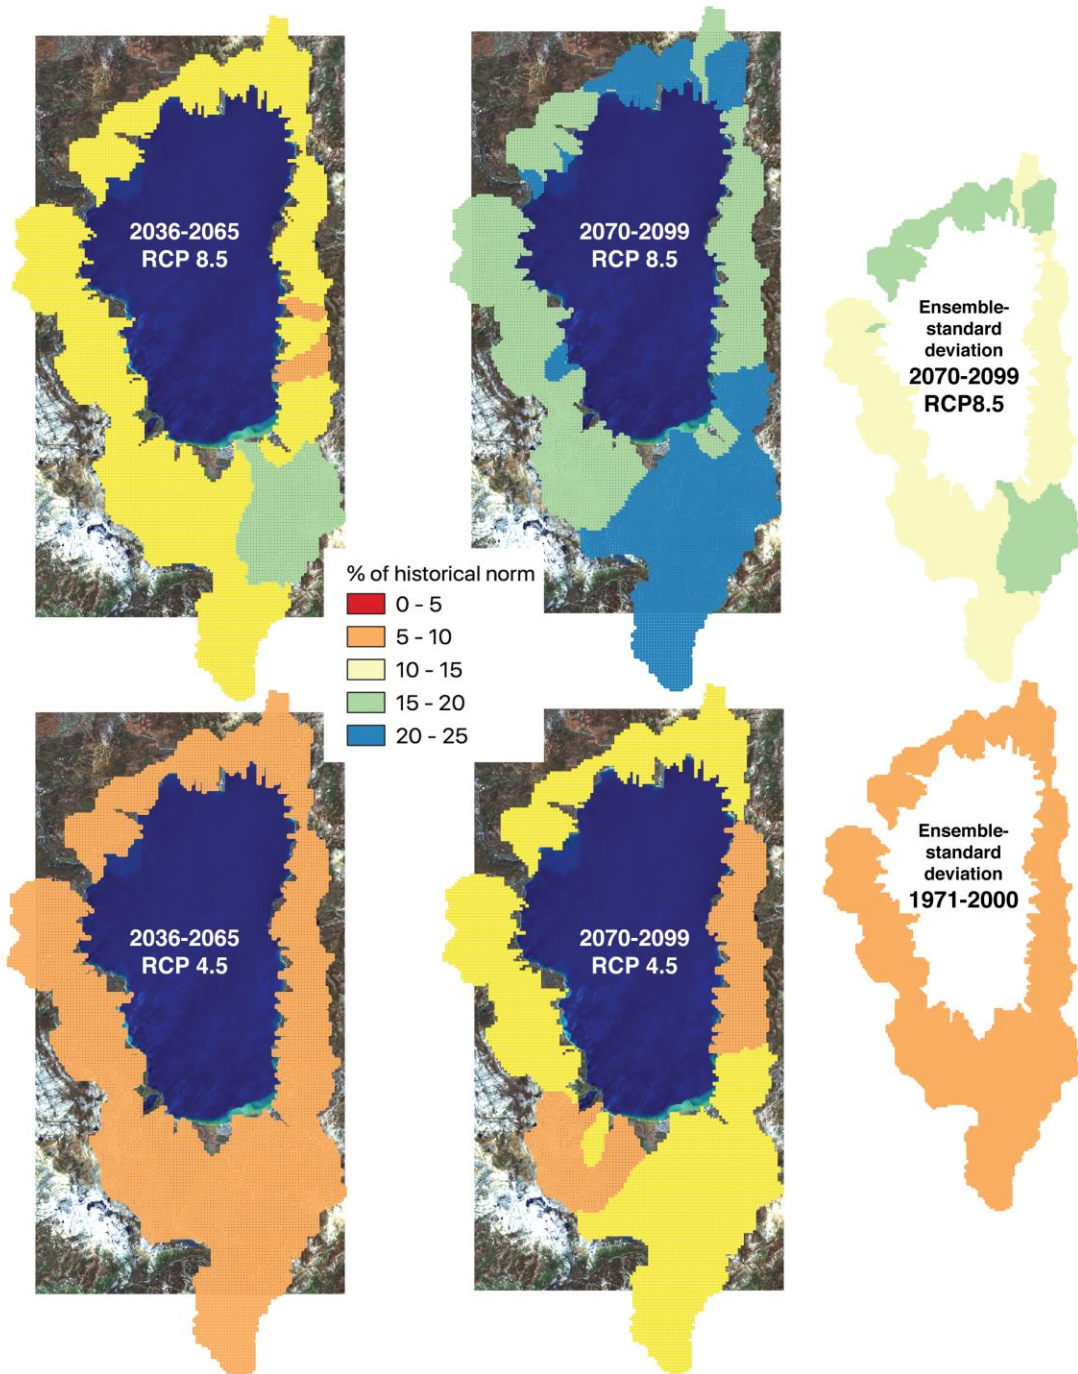 2036-2065
RCP 8.5
2070-2099
RCP 8.5
Ensemble-
standard
deviation
2070-2099
RCP8.5
% of historical norm
0 - 5
5 - 10
10 - 15
15 - 20
20 - 25
2036-2065
RCP 4.5
2070-2099
RCP 4.5
Ensemble-
standard
deviation
1971-2000